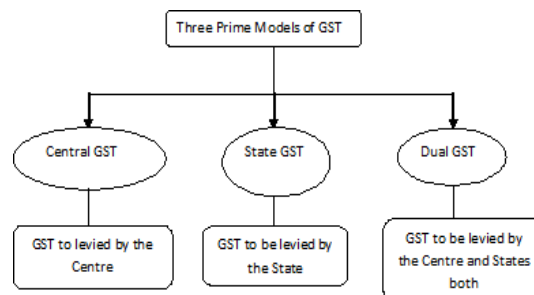 Three Prime Models of GST
Central GST
State GST
Dual GST
GST to levied by the
Centre
GST to be levied by
the State
GST to be levied by
the Centre and States
both